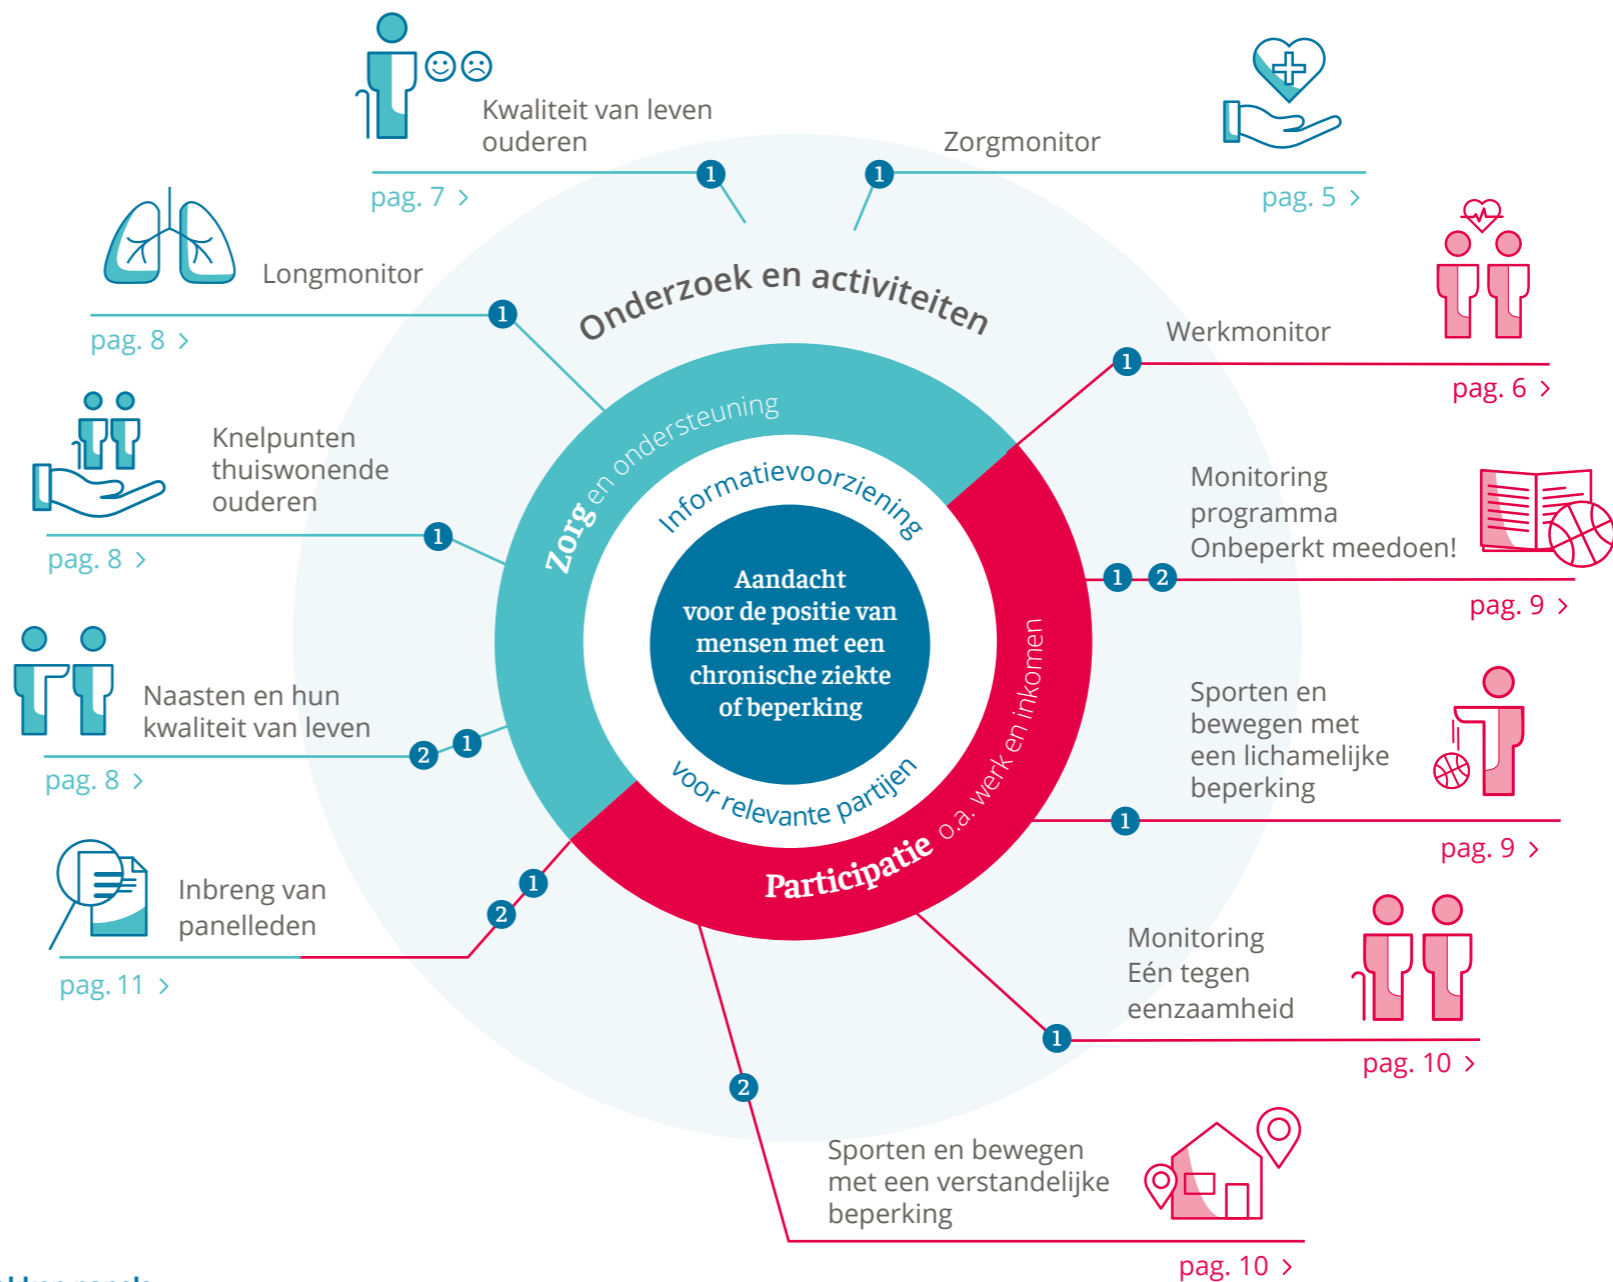 Kwaliteit van leven
ouderen
1
pag. 7 >
Zorgmonitor
1
pag. 5 >
Longmonitor
1
pag. 8 >
Onderzoek en activiteiten
Werkmonitor
1
pag. 6 >
Knelpunten
thuiswonende
ouderen
1
pag. 8 >
Zorg en ondersteuning
Informatievoorziening
Aandacht
voor de positie van
mensen met een
chronische ziekte
of beperking
voor relevante partijen
Participatie o.a. werk en inkomen
Monitoring
programma
Onbeperkt meedoen!
1 2
pag. 9 >
Naasten en hun
kwaliteit van leven
2 1
pag. 8 >
Sporten en
bewegen met
een lichamelijke
beperking
1
pag. 9 >
Inbreng van
panelleden
2 1
pag. 11 >
Monitoring
Eén tegen
eenzaamheid
1
pag. 10 >
2
Sporten en bewegen
met een verstandelijke
beperking
pag. 10 >